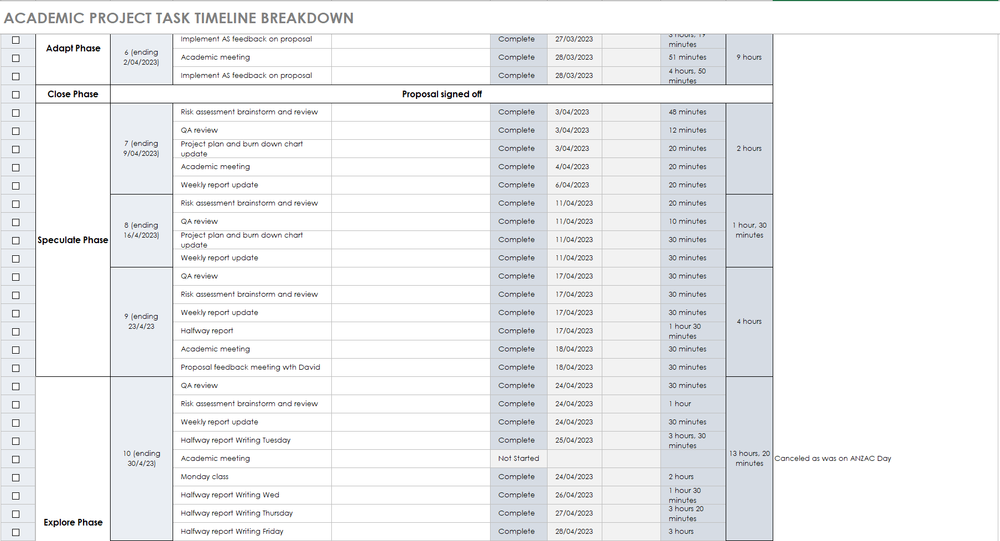 ACADEMIC PROJECT TASK TIMELINE BREAKDOWN
Adapt Phase
6 (ending
2/04/2023)
Implement AS feedback on proposal
Complete
27/03/2023
3 hours, 19
minutes
9 hours
Academic meeting
Complete
28/03/2023
51 minutes
Implement AS feedback on proposal
Complete
28/03/2023
4 hours, 50
minutes
Close Phase
Proposal signed off
Speculate Phase
7 (ending
9/04/2023)
Risk assessment brainstorm and review
Complete
3/04/2023
48 minutes
2 hours
QA review
Complete
3/04/2023
12 minutes
Project plan and burn down chart
update
Complete
3/04/2023
20 minutes
Academic meeting
Complete
4/04/2023
20 minutes
Weekly report update
Complete
6/04/2023
20 minutes
8 (ending
16/4/2023)
Risk assessment brainstorm and review
Complete
11/04/2023
20 minutes
1 hour, 30
minutes
QA review
Complete
11/04/2023
10 minutes
Project plan and burn down chart
update
Complete
11/04/2023
30 minutes
Weekly report update
Complete
11/04/2023
30 minutes
9 (ending
23/4/23
QA review
Complete
17/04/2023
30 minutes
4 hours
Risk assessment brainstorm and review
Complete
17/04/2023
30 minutes
Weekly report update
Complete
17/04/2023
30 minutes
Halfway report
Complete
17/04/2023
1 hour 30
minutes
Academic meeting
Complete
18/04/2023
30 minutes
Proposal feedback meeting wth David
Complete
18/04/2023
30 minutes
Explore Phase
10 (ending
30/4/23)
QA review
Complete
24/04/2023
30 minutes
13 hours, 20
minutes
Risk assessment brainstorm and review
Complete
24/04/2023
1 hour
Weekly report update
Complete
24/04/2023
30 minutes
Halfway report Writing Tuesday
Complete
25/04/2023
3 hours, 30
minutes
Academic meeting
Not Started
Canceled as was on ANZAC Day
Monday class
Complete
24/04/2023
2 hours
Halfway report Writing Wed
Complete
26/04/2023
1 hour 30
minutes
Halfway report Writing Thursday
Complete
27/04/2023
3 hours 20
minutes
Halfway report Writing Friday
Complete
28/04/2023
3 hours